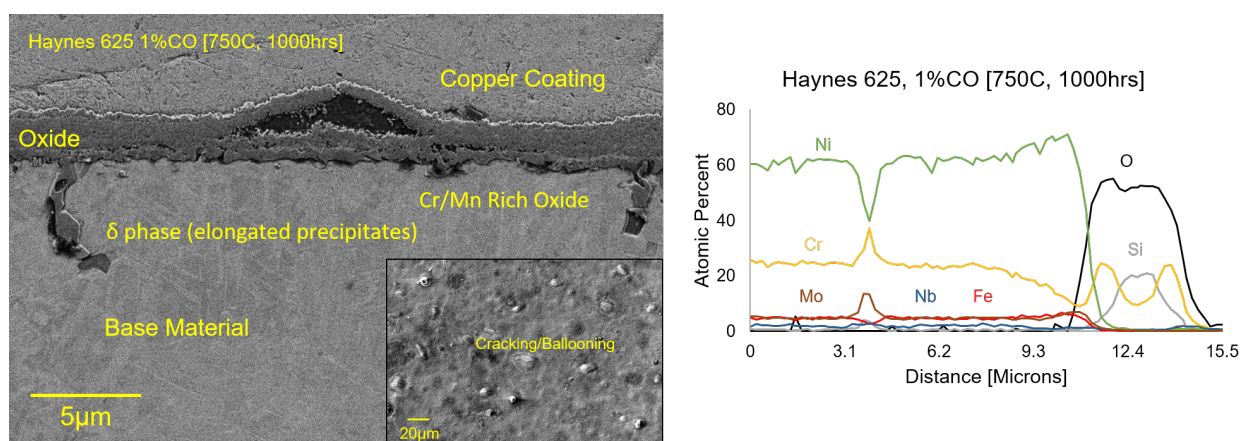 Haynes 625 1%CO [750C, 1000hrs]
Copper Coating
Oxide
Cr/Mn Rich Oxide
δ phase (elongated precipitates)
Base Material
Cracking/Ballooning
5µm
20µm
Haynes 625, 1%CO [750C, 1000hrs]
80
60
40
20
0
Atomic Percent
Ni
O
Cr
Si
Mo
Nb
Fe
0
3.1
6.2
9.3
12.4
15.5
Distance [Microns]